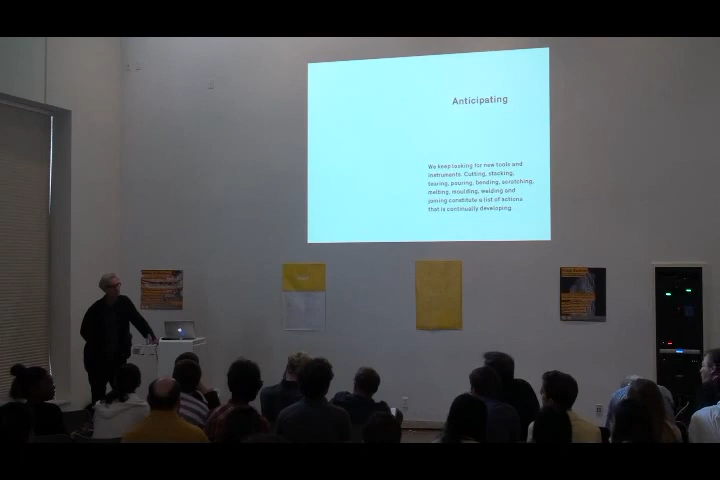 Anticipating
We keep looking for new tools and
instruments. Cutting, stacking,
tearing, pouring, bending, scratching,
melting, moulding, welding and
joining constitute a list of actions
that is continually developing.